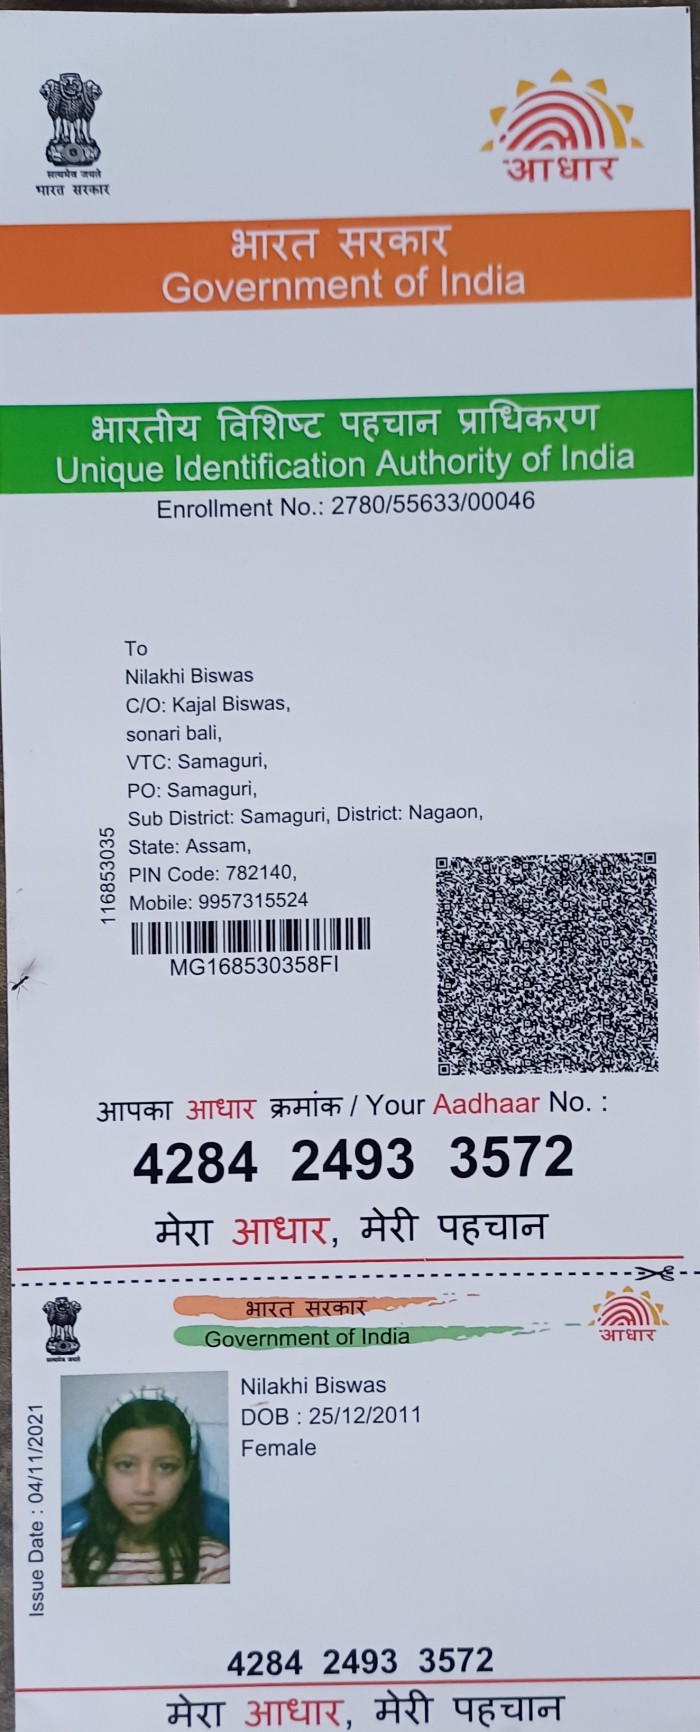 सत्यमेव जयते
भारत सरकार
आधार
भारत सरकार
Government of India
भारतीय विशिष्ट पहचान प्राधिकरण
Unique Identification Authority of India
Enrollment No.: 2780/55633/00046
To
Nilakhi Biswas
C/O: Kajal Biswas,
sonari bali,
VTC: Samaguri,
PO: Samaguri,
Sub District: Samaguri, District: Nagaon,
State: Assam,
PIN Code: 782140,
Mobile: 9957315524
116853035
MG168530358FI
आपका आधार क्रमांक / Your Aadhaar No. :
4284 2493 3572
मेरा आधार, मेरी पहचान
सत्यमेव जयते
भारत सरकार
Government of India
आधार
Issue Date : 04/11/2021
Nilakhi Biswas
DOB : 25/12/2011
Female
4284 2493 3572
मेरा आधार, मेरी पहचान